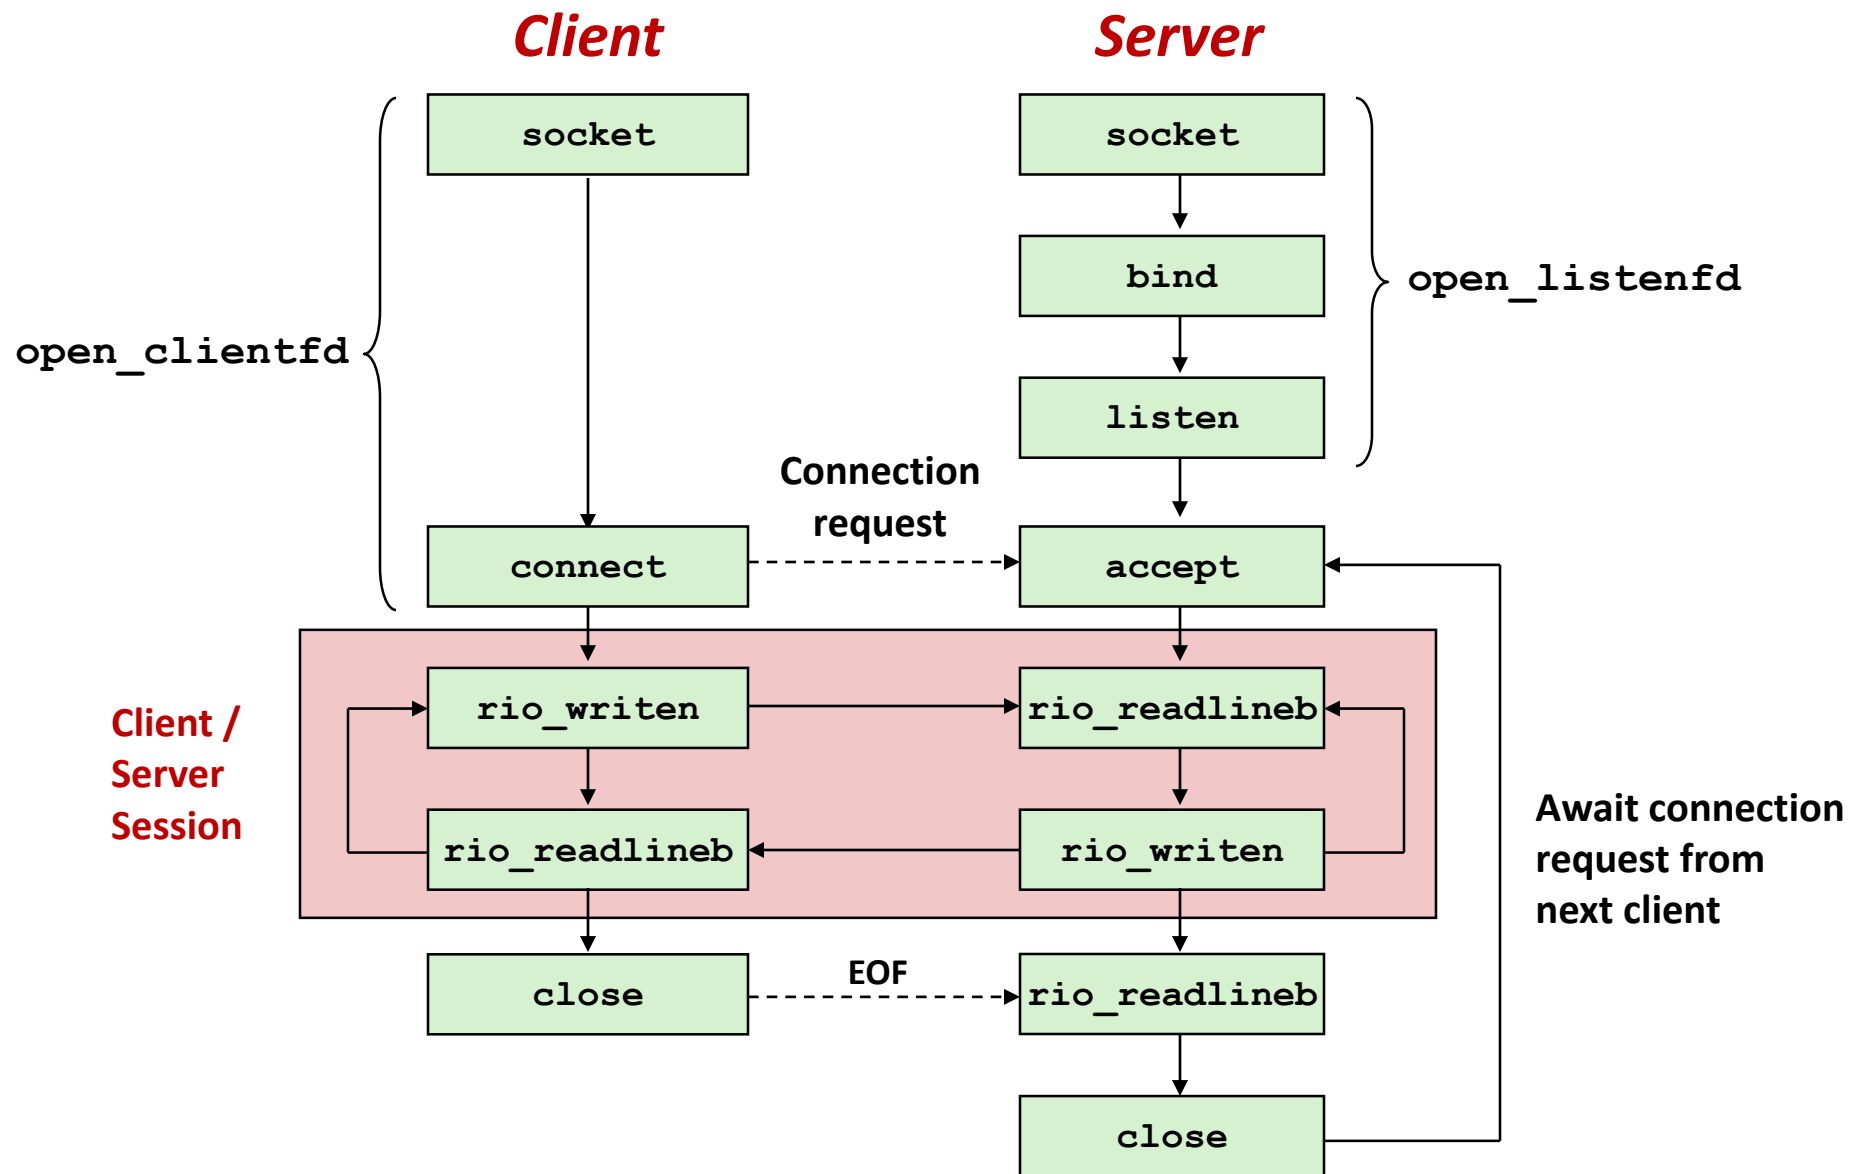 Client
Server
socket
socket
bind
open_listenfd
open_clientfd
listen
Connection
request
connect
accept
Client /
Server
Session
rio_writen
rio_readlineb
rio_readlineb
rio_writen
Await connection
request from
next client
close
EOF
rio_readlineb
close